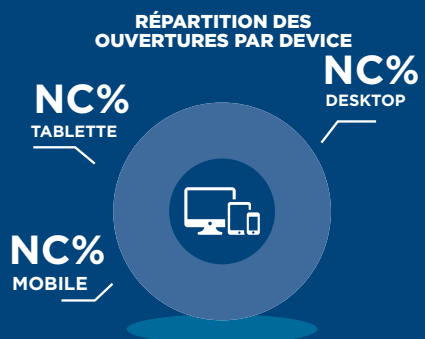 RÉPARTITION DES
OUVERTURES PAR DEVICE
NC%
DESKTOP
NC%
TABLETTE
NC%
MOBILE